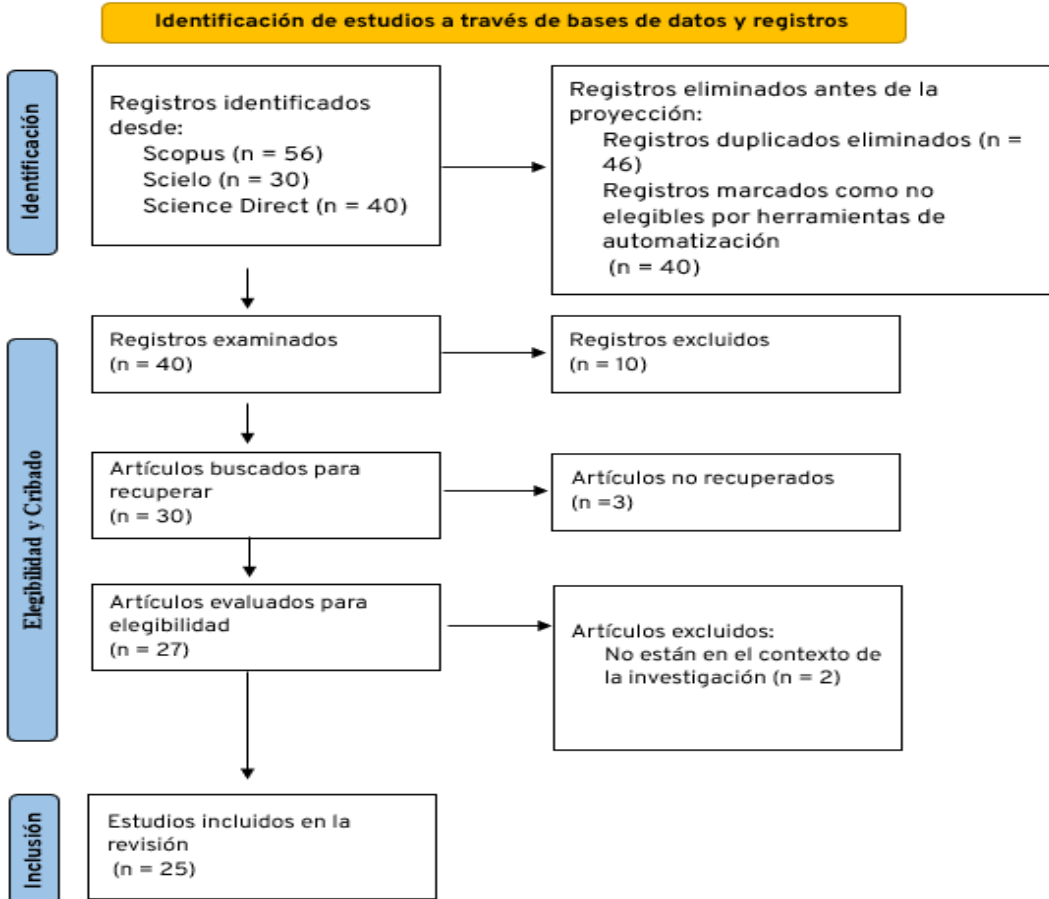 Identificación de estudios a través de bases de datos y registros
Identificación
Registros identificados
desde:
Scopus (n = 56)
Scielo (n = 30)
Science Direct (n = 40)
Registros eliminados antes de la
proyección:
Registros duplicados eliminados (n =
46)
Registros marcados como no
elegibles por herramientas de
automatización
(n = 40)
Elegibilidad y Cribado
Registros examinados
(n = 40)
Registros excluidos
(n = 10)
Artículos buscados para
recuperar
(n = 30)
Artículos no recuperados
(n =3)
Artículos evaluados para
elegibilidad
(n = 27)
Artículos excluidos:
No están en el contexto de
la investigación (n = 2)
Inclusión
Estudios incluidos en la
revisión
(n = 25)